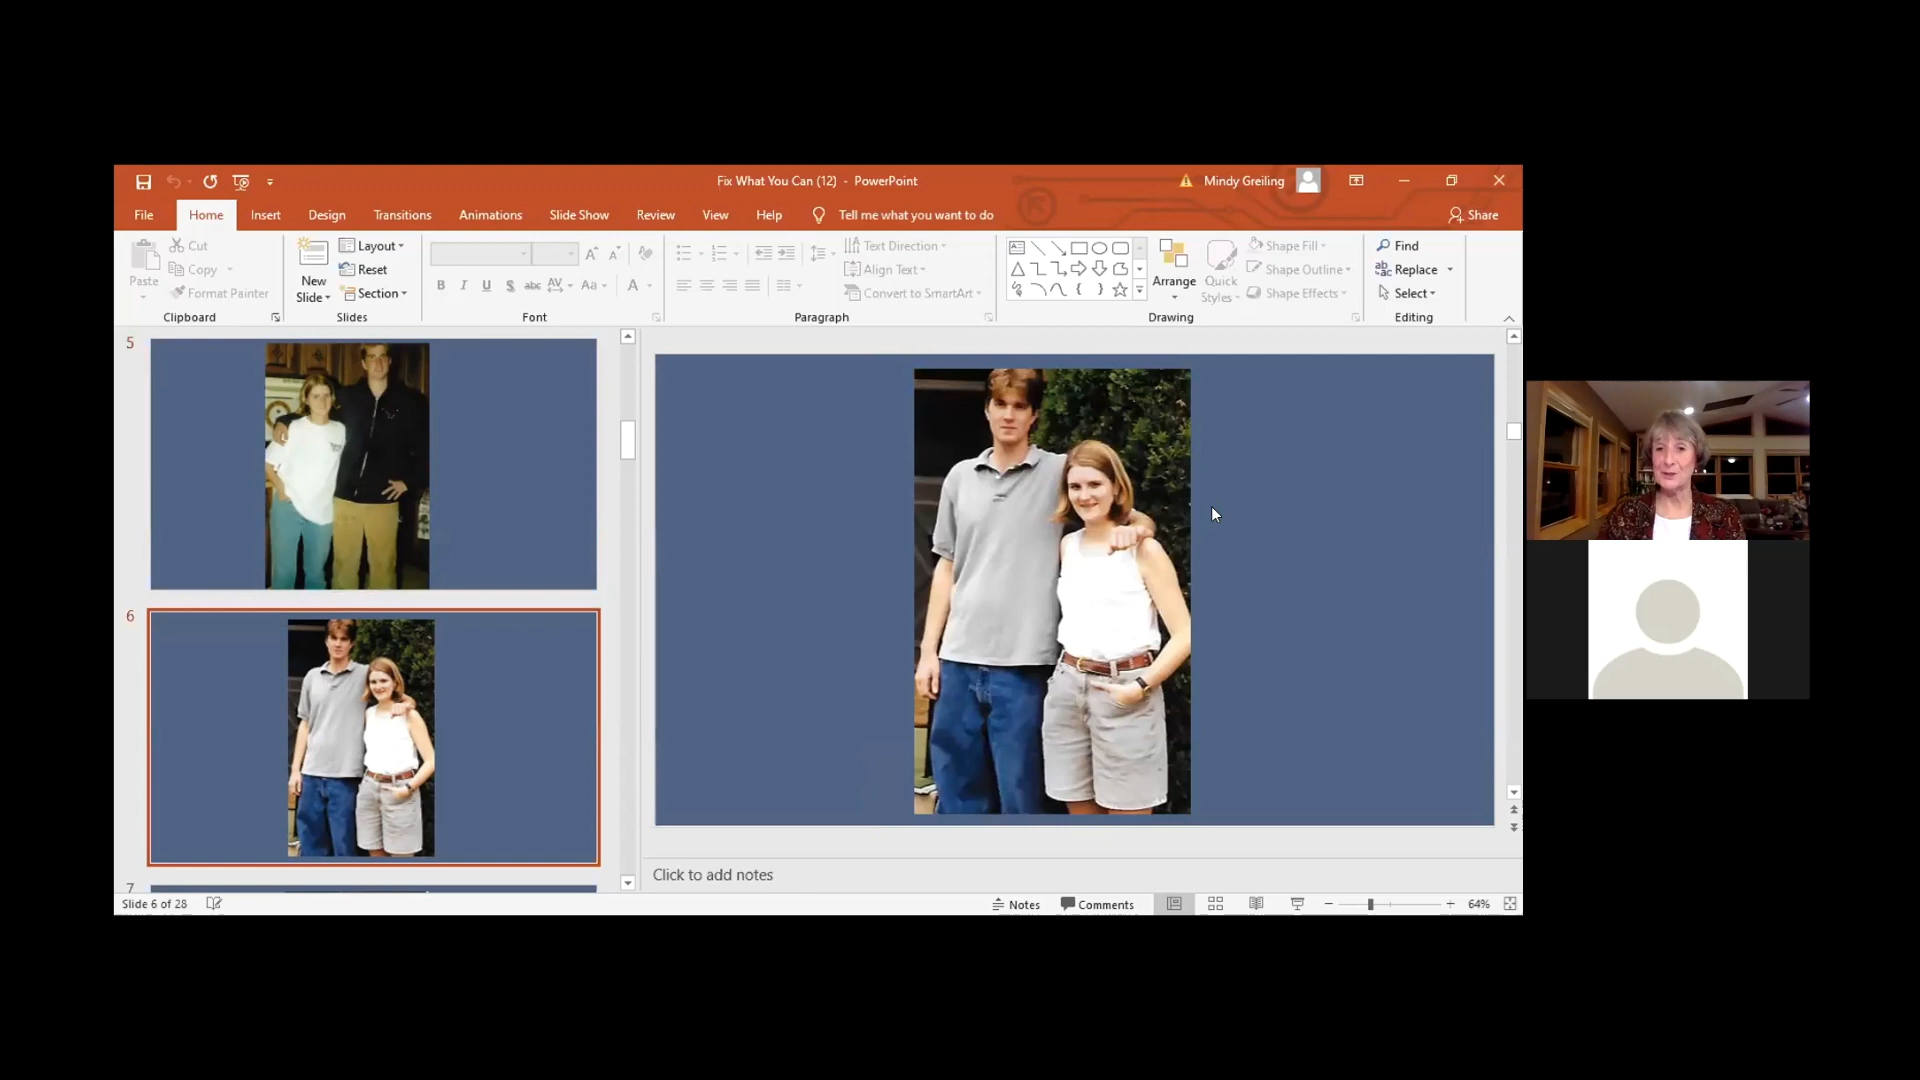 Fix What You Can (12) - PowerPoint
Mindy Greiling
File Home Insert Design Transitions Animations Slide Show Review View Help Tell me what you want to do Share
Paste
Cut
Copy
Format Painter
Clipboard
New
Slide
Layout
Reset
Section
Slides
B I U S abc AV Aa A
Font
Text Direction
Align Text
Convert to SmartArt
Paragraph
Arrange
Quick
Styles
Shape Fill
Shape Outline
Shape Effects
Drawing
Find
Replace
Select
Editing
5
6
7
Click to add notes
Slide 6 of 28
Notes Comments 64%